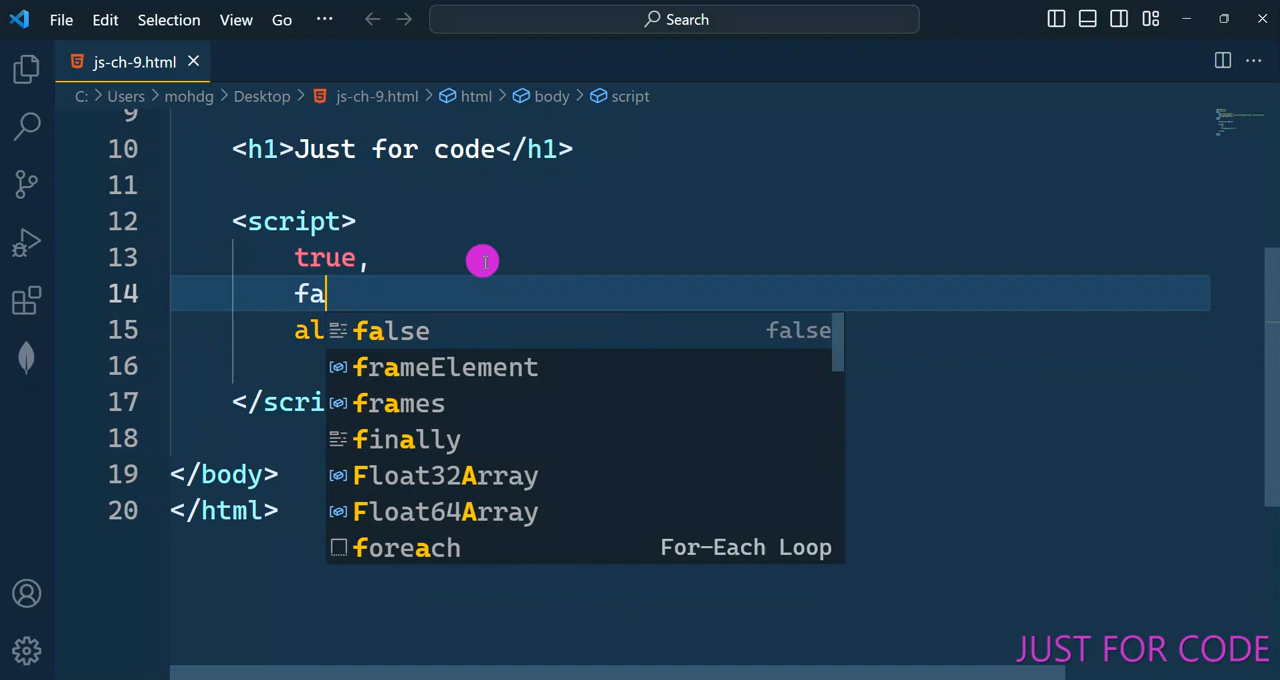 File Edit Selection View Go ··· Search
js-ch-9.html
C: > Users > mohdg > Desktop > js-ch-9.html > html > body > script
9
10 <h1>Just for code</h1>
11
12 <script>
13 true,
14 fa
15 al
16
17 </scri
18
19 </body>
20 </html>
false false
frameElement
frames
finally
Float32Array
Float64Array
foreach For-Each Loop
JUST FOR CODE